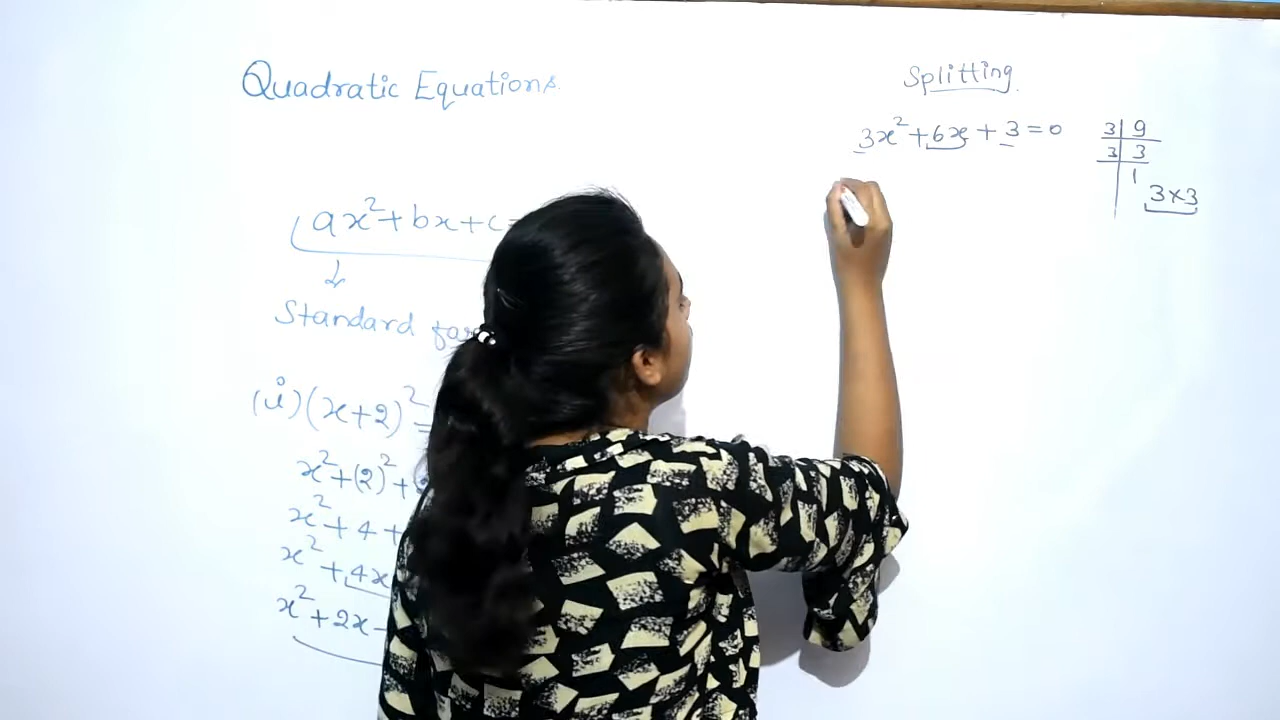 Quadratic Equations.
ax²+bx+c
Standard
(ii) (x+2)²=
x²+(2)²+
x²+4+
x²+4x
x²+2x-
Splitting.
3x²+6x+3=0
3|9
3|3
|1
3×3